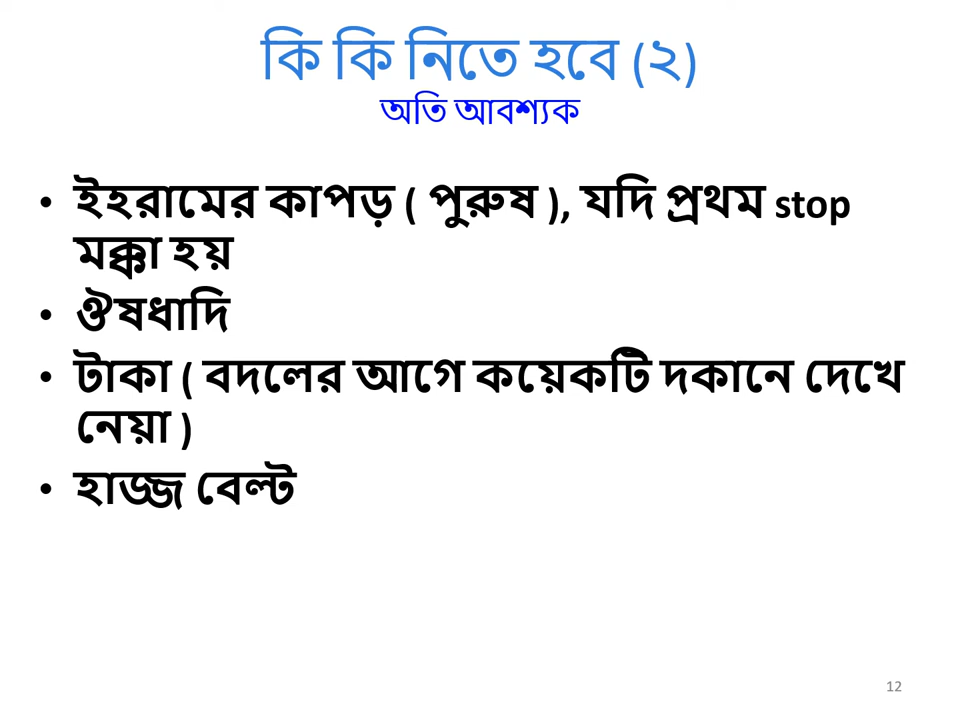 কি কি নিতে হবে (২)
অতি আবশ্যক
• ইহরামের কাপড় ( পুরুষ ), যদি প্রথম stop
মক্কা হয়
• ঔষধাদি
• টাকা ( বদলের আগে কয়েকটি দকানে দেখে
নেয়া )
• হাজ্জ বেল্ট
12